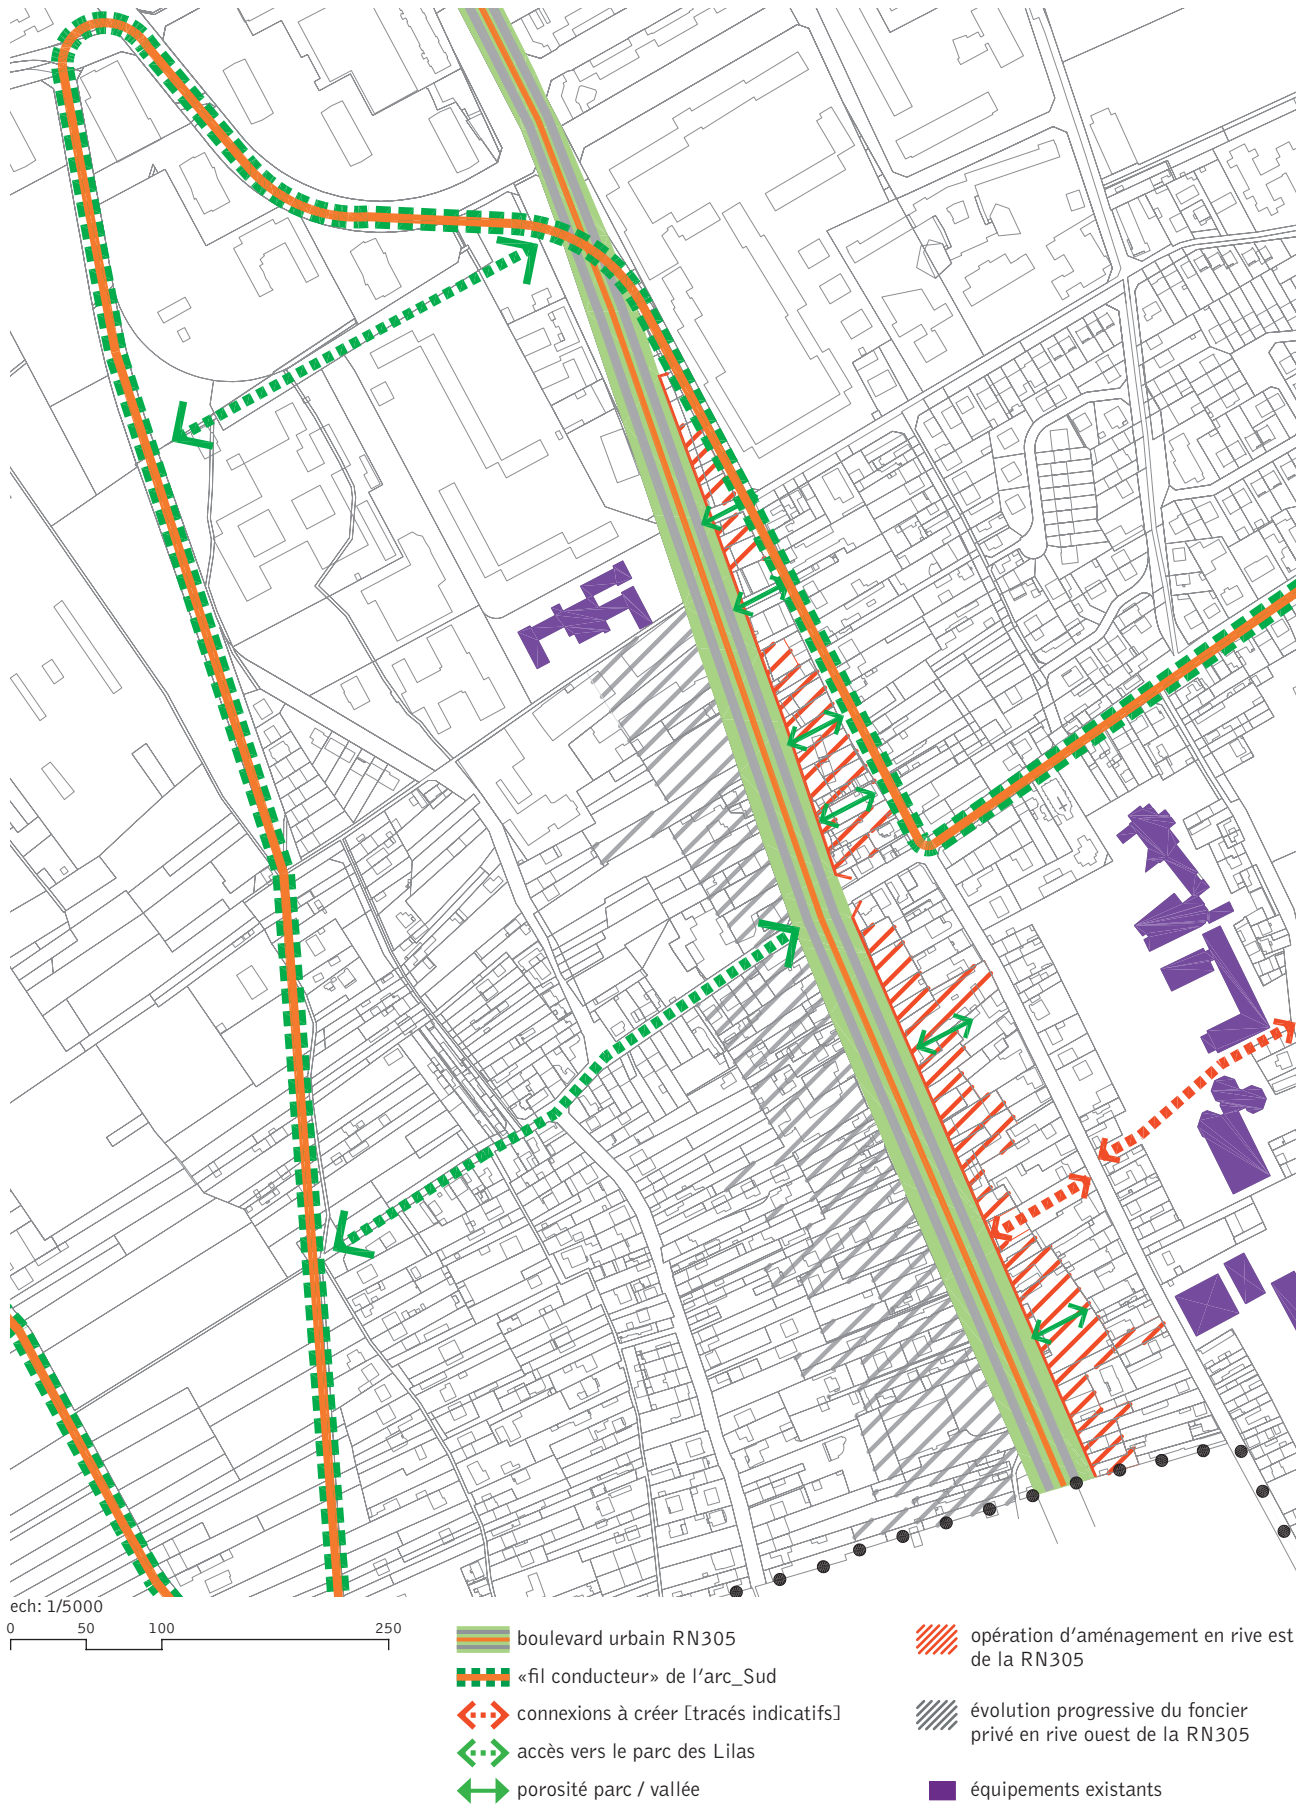 ech: 1/5000
0 50 100 250
boulevard urbain RN305
«fil conducteur» de l'arc_Sud
connexions à créer [tracés indicatifs]
accès vers le parc des Lilas
porosité parc / vallée
opération d'aménagement en rive est
de la RN305
évolution progressive du foncier
privé en rive ouest de la RN305
équipements existants